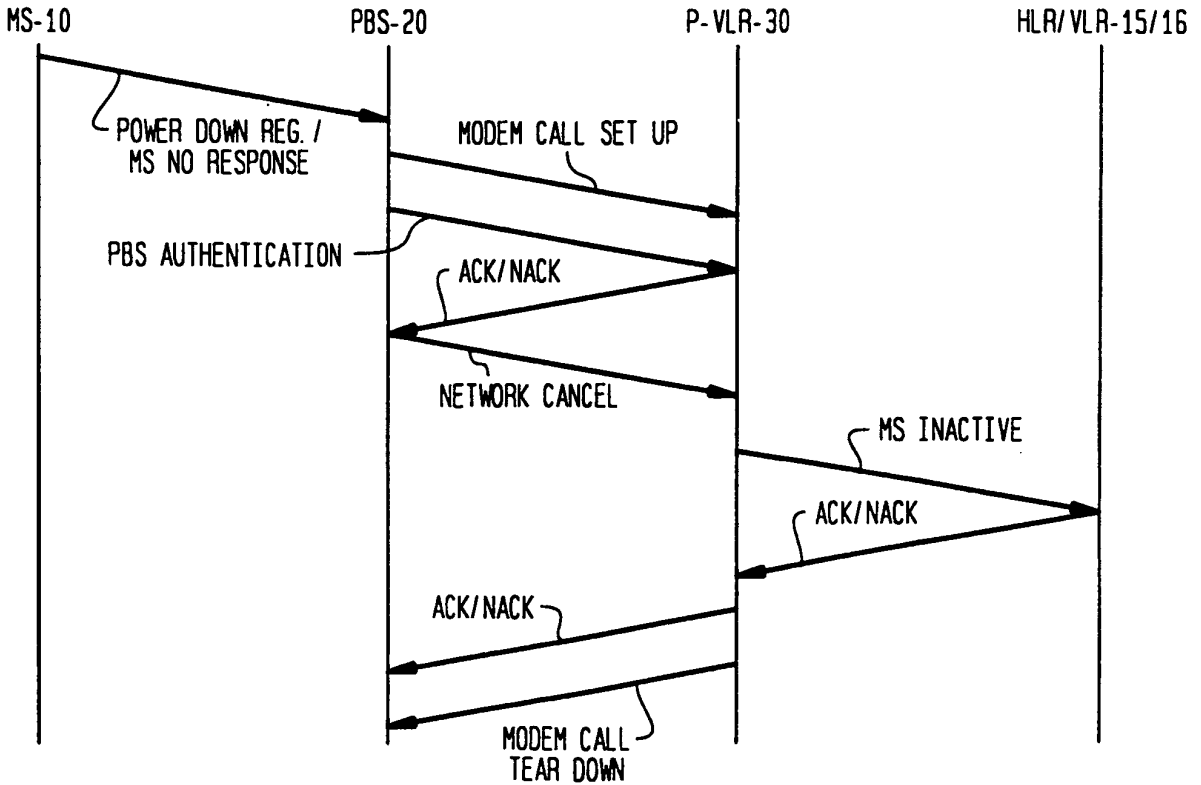 MS-10
PBS-20
P-VLR-30
HLR/VLR-15/16
POWER DOWN REG. /
MS NO RESPONSE
MODEM CALL SET UP
PBS AUTHENTICATION
ACK/NACK
NETWORK CANCEL
MS INACTIVE
ACK/NACK
ACK/NACK
MODEM CALL
TEAR DOWN